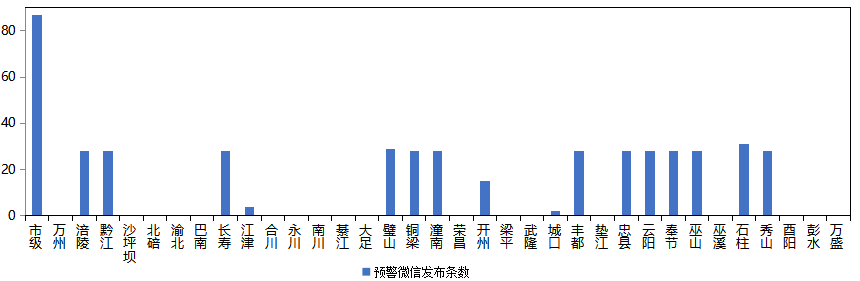 80
60
40
20
0
市级 万州 涪陵 黔江 沙坪坝 北碚 渝北 巴南 长寿 江津 合川 永川 南川 綦江 大足 璧山 铜梁 潼南 荣昌 开州 梁平 武隆 城口 丰都 垫江 忠县 云阳 奉节 巫山 巫溪 石柱 秀山 酉阳 彭水 万盛
预警微信发布条数